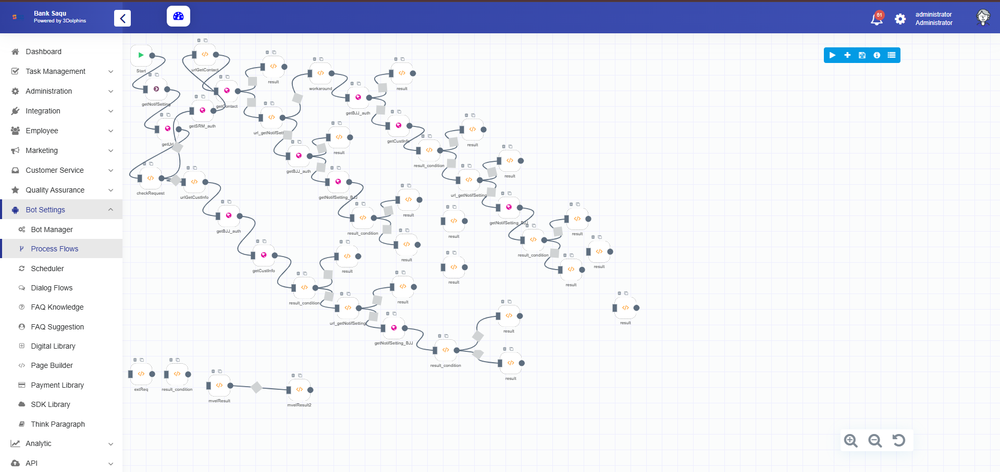 Bank Saqu
Powered by 3Dolphins
61
administrator
Administrator
Dashboard
Task Management
Administration
Integration
Employee
Marketing
Customer Service
Quality Assurance
Bot Settings
Bot Manager
Process Flows
Scheduler
Dialog Flows
FAQ Knowledge
FAQ Suggestion
Digital Library
Page Builder
Payment Library
SDK Library
Think Paragraph
Analytic
API
Start
urlGetContact
result
workaround
result
getNotifSetting
getContact
getBJJ_auth
getSRM_auth
url_getNotifSett
getCustInfo
result
getUrl
result
getBJJ_auth
result_condition
result
checkRequest
urlGetCustInfo
getNotifSetting_BJJ
url_getNotifSetting
result
getBJJ_auth
result_condition
result
getNotifSetting_BJJ
result
result
result_condition
result
getCustInfo
result
result
result
result_condition
result
url_getNotifSetting
result
getNotifSetting_BJJ
result
result_condition
result
extReq
result_condition
mvelResult
mvelResult2